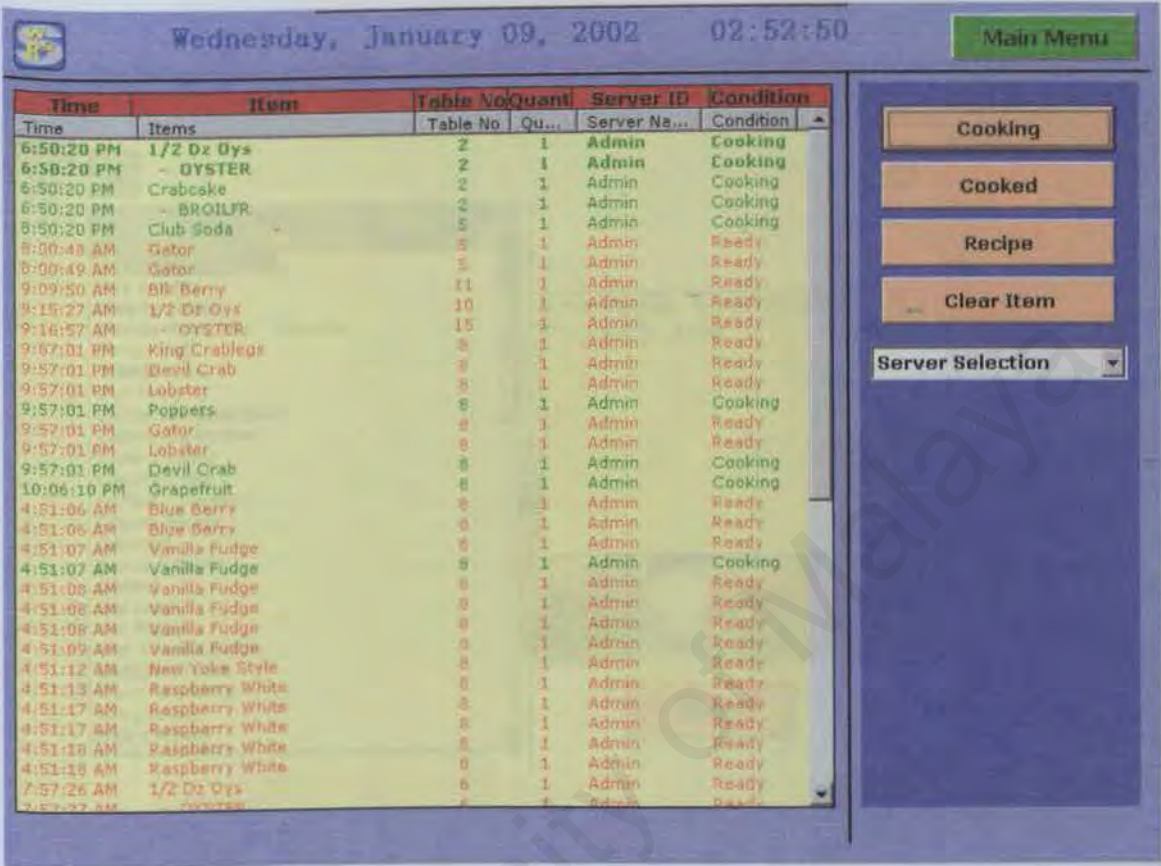 Wednesday, January 09, 2002 02:52:50 Main Menu
Time Item Table No Quant Server ID Condition
Time Items Table No Qu... Server Na... Condition
6:50:20 PM 1/2 Dz Oys 2 1 Admin Cooking
6:50:20 PM - OYSTER 2 1 Admin Cooking
6:50:20 PM Crabcake 2 1 Admin Cooking
6:50:20 PM - BROILER 2 1 Admin Cooking
8:50:20 PM Club Soda 5 1 Admin Cooking
8:00:48 AM Gator 5 1 Admin Ready
8:00:49 AM Gator 5 1 Admin Ready
9:09:50 AM Blk Berry 11 1 Admin Ready
9:15:27 AM 1/2 Dz Oys 10 1 Admin Ready
9:16:57 AM - OYSTER 15 1 Admin Ready
9:57:01 PM King Crablegs 8 1 Admin Ready
9:57:01 PM Devil Crab 8 1 Admin Ready
9:57:01 PM Lobster 8 1 Admin Ready
9:57:01 PM Poppers 8 1 Admin Cooking
9:57:01 PM Gator 8 1 Admin Ready
9:57:01 PM Lobster 8 1 Admin Ready
9:57:01 PM Devil Crab 8 1 Admin Cooking
10:06:10 PM Grapefruit 8 1 Admin Cooking
4:51:06 AM Blue Berry 8 1 Admin Ready
4:51:06 AM Blue Berry 8 1 Admin Ready
4:51:07 AM Vanilla Fudge 8 1 Admin Ready
4:51:07 AM Vanilla Fudge 8 1 Admin Cooking
4:51:08 AM Vanilla Fudge 8 1 Admin Ready
4:51:08 AM Vanilla Fudge 8 1 Admin Ready
4:51:08 AM Vanilla Fudge 8 1 Admin Ready
4:51:09 AM Vanilla Fudge 8 1 Admin Ready
4:51:12 AM New Yoke Style 8 1 Admin Ready
4:51:13 AM Raspberry White 8 1 Admin Ready
4:51:17 AM Raspberry White 8 1 Admin Ready
4:51:17 AM Raspberry White 8 1 Admin Ready
4:51:18 AM Raspberry White 8 1 Admin Ready
4:51:18 AM Raspberry White 8 1 Admin Ready
7:57:26 AM 1/2 Dz Oys 6 1 Admin Ready
7:57:27 AM OYSTER
Cooking
Cooked
Recipe
Clear Item
Server Selection
ity of Malaya